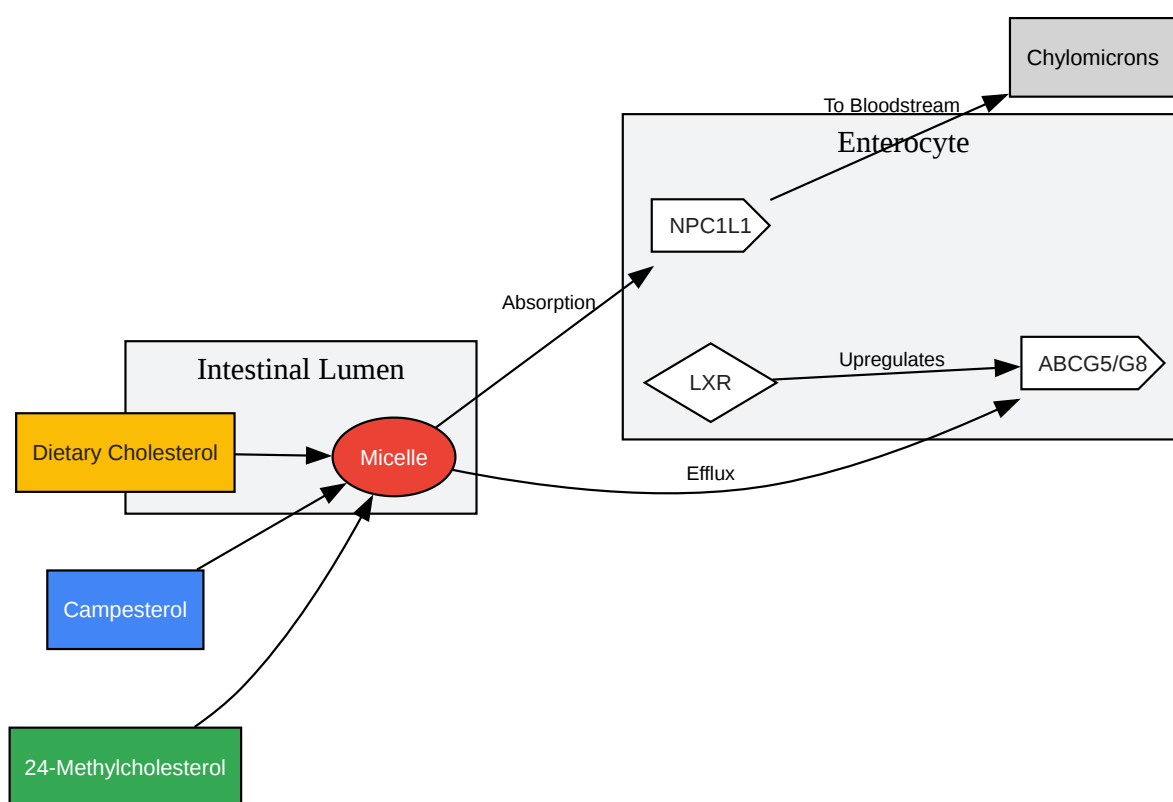 Chylomicrons
To Bloodstream
Enterocyte
NPC1L1
Absorption
Upregulates
ABCG5/G8
LXR
Intestinal Lumen
Dietary Cholesterol
Micelle
Efflux
Campesterol
24-Methylcholesterol